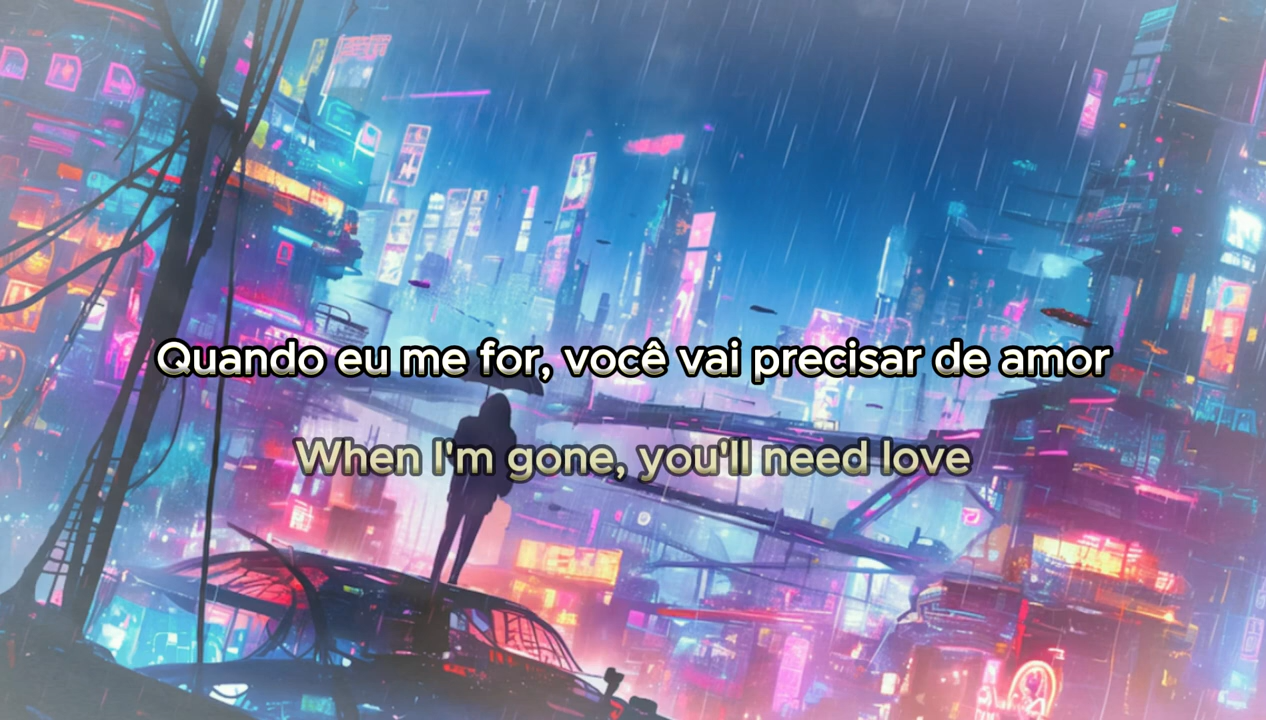 Quando eu me for, você vai precisar de amor
When I'm gone, you'll need love